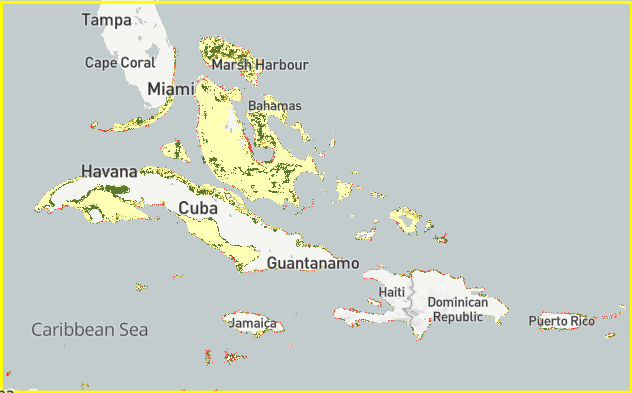 Tampa
Cape Coral
Marsh Harbour
Miami
Bahamas
Havana
Cuba
Guantanamo
Haiti
Dominican
Republic
Jamaica
Puerto Rico
Caribbean Sea